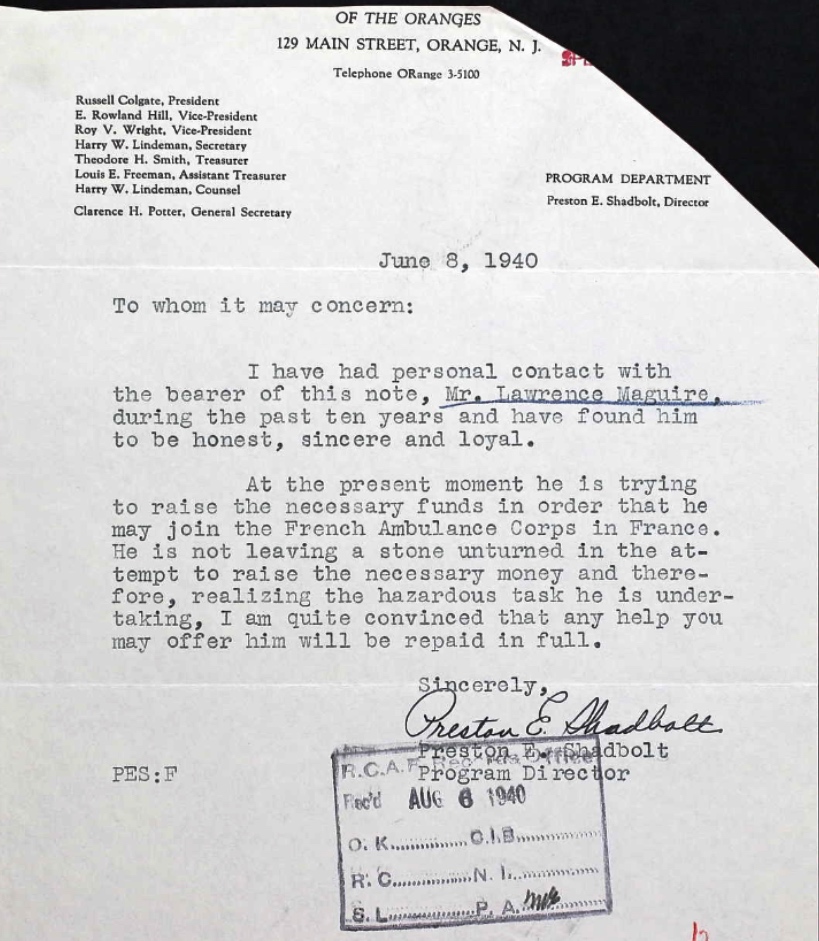 OF THE ORANGES
129 MAIN STREET, ORANGE, N. J.
Telephone ORange 3-5100
Russell Colgate, President
E. Rowland Hill, Vice-President
Roy V. Wright, Vice-President
Harry W. Lindeman, Secretary
Theodore H. Smith, Treasurer
Louis E. Freeman, Assistant Treasurer
Harry W. Lindeman, Counsel
Clarence H. Potter, General Secretary
PROGRAM DEPARTMENT
Preston E. Shadbolt, Director
June 8, 1940
To whom it may concern:
I have had personal contact with
the bearer of this note, Mr. Lawrence Maguire,
during the past ten years and have found him
to be honest, sincere and loyal.
At the present moment he is trying
to raise the necessary funds in order that he
may join the French Ambulance Corps in France.
He is not leaving a stone unturned in the at-
tempt to raise the necessary money and there-
fore, realizing the hazardous task he is under-
taking, I am quite convinced that any help you
may offer him will be repaid in full.
Sincerely,
Preston E. Shadbolt
Preston E. Shadbolt
Program Director
PES:F
R.C.A.F. Records Office
Rec'd AUG 6 1940
O. K. C.I.B.
R. C. N. I.
S. L. P. A.